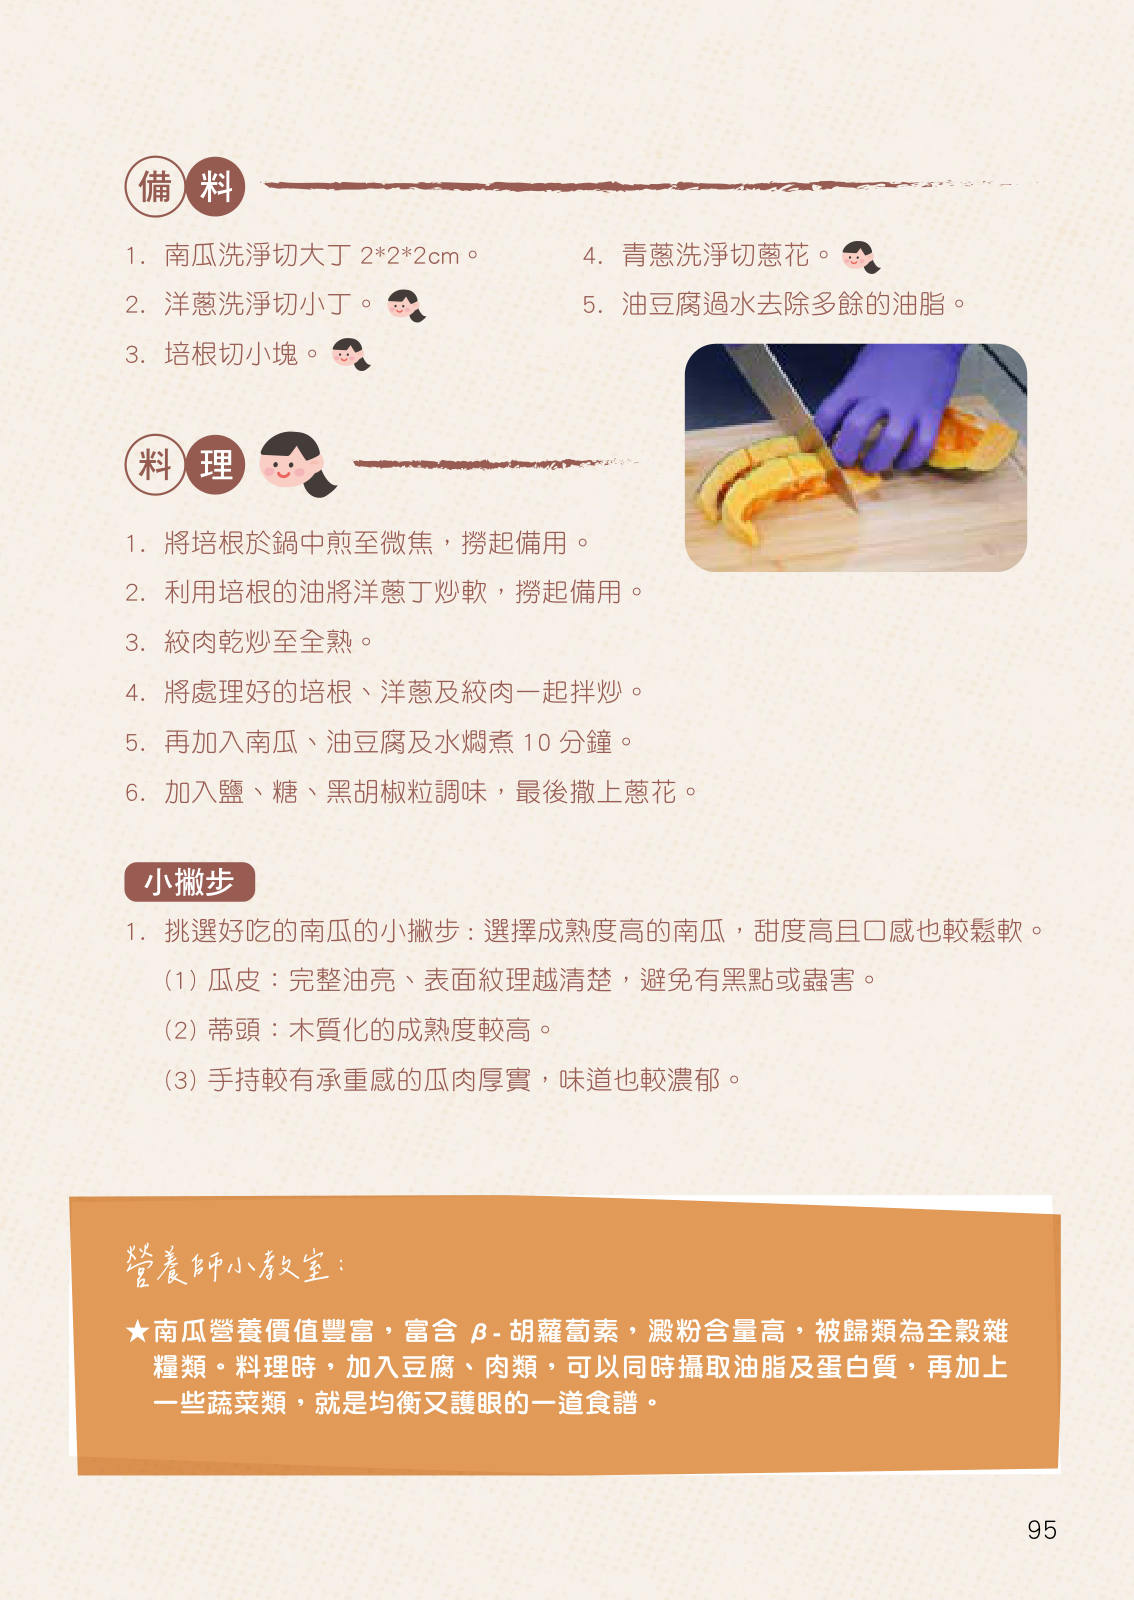 備料
1. 南瓜洗淨切大丁 2*2*2cm。
2. 洋蔥洗淨切小丁。
3. 培根切小塊。
4. 青蔥洗淨切蔥花。
5. 油豆腐過水去除多餘的油脂。
料理
1. 將培根於鍋中煎至微焦，撈起備用。
2. 利用培根的油將洋蔥丁炒軟，撈起備用。
3. 絞肉乾炒至全熟。
4. 將處理好的培根、洋蔥及絞肉一起拌炒。
5. 再加入南瓜、油豆腐及水燜煮 10 分鐘。
6. 加入鹽、糖、黑胡椒粒調味，最後撒上蔥花。
小撇步
1. 挑選好吃的南瓜的小撇步 : 選擇成熟度高的南瓜，甜度高且口感也較鬆軟。
(1) 瓜皮：完整油亮、表面紋理越清楚，避免有黑點或蟲害。
(2) 蒂頭：木質化的成熟度較高。
(3) 手持較有承重感的瓜肉厚實，味道也較濃郁。
營養師小教室：
★南瓜營養價值豐富，富含 β- 胡蘿蔔素，澱粉含量高，被歸類為全穀雜
糧類。料理時，加入豆腐、肉類，可以同時攝取油脂及蛋白質，再加上
一些蔬菜類，就是均衡又護眼的一道食譜。
95